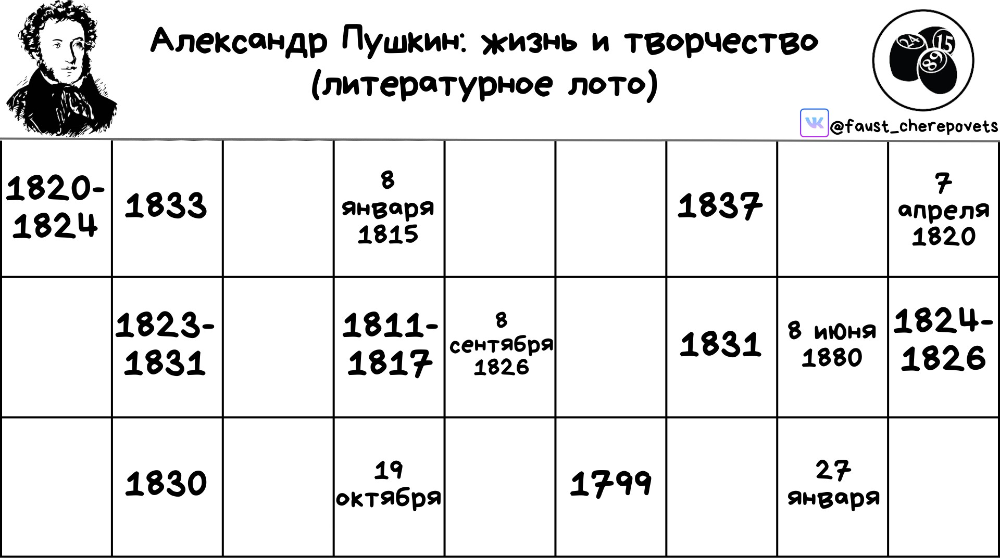 Александр Пушкин: жизнь и творчество
(литературное лото)
24
15
89
@faust_cherepovets
1820-
1824
1833
8
января
1815
1837
7
апреля
1820
1823-
1831
1811-
1817
8
сентября
1826
1831
8 июня
1880
1824-
1826
1830
19
октября
1799
27
января